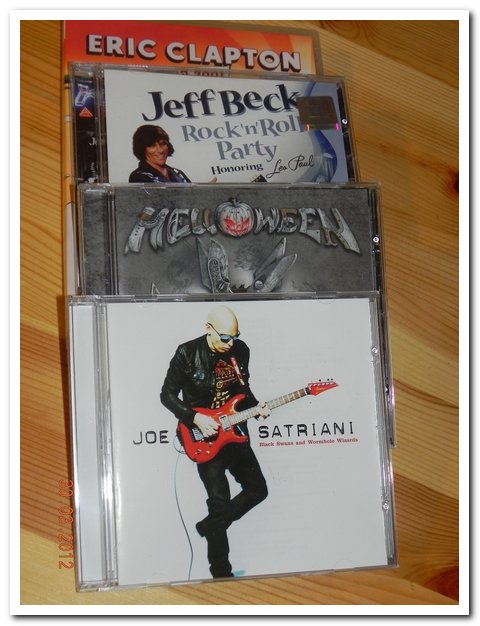 ERIC CLAPTON
Jeff Beck
Rock'n'Roll
Party
Honoring Les Paul
HELLOWEEN
JOE SATRIANI
Black Swans and Wormhole Wizards
20.03.2012